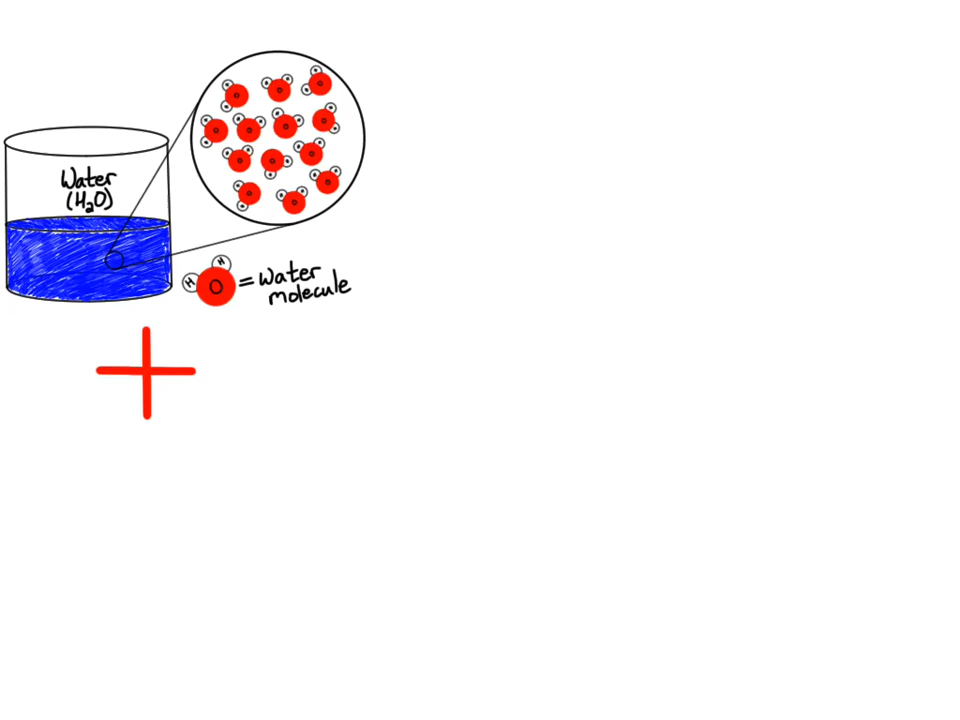 Water
(H₂O)
H
H
O
= Water
molecule